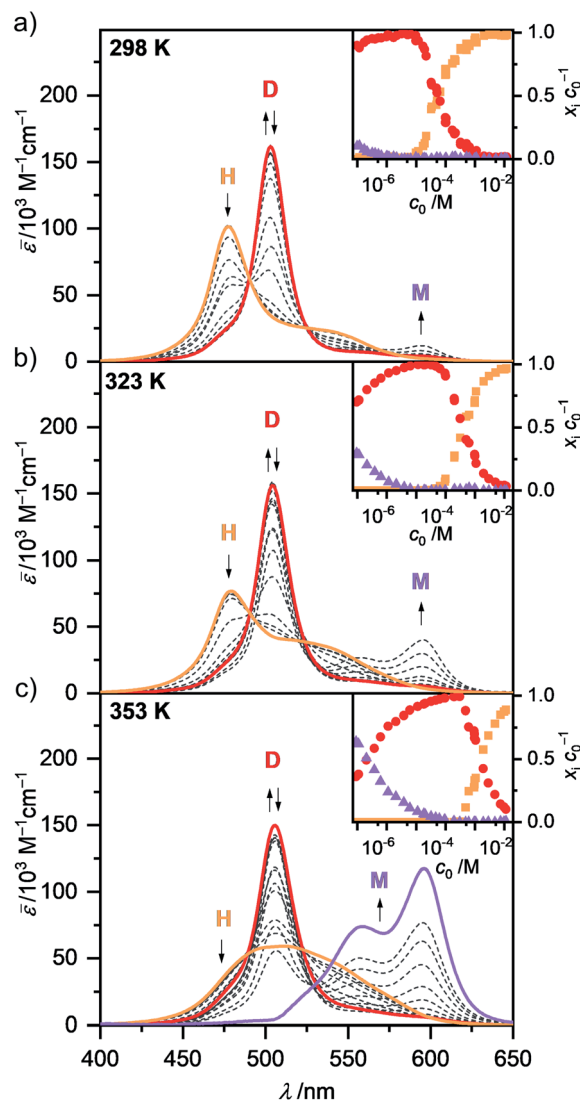 a)
298 K
ε̄/10³ M⁻¹cm⁻¹
200
150
100
50
0
H
D
M
xᵢ c₀⁻¹
1.0
0.5
0.0
10⁻⁶ 10⁻⁴ 10⁻²
c₀ /M
b)
323 K
ε̄/10³ M⁻¹cm⁻¹
200
150
100
50
0
H
D
M
xᵢ c₀⁻¹
1.0
0.5
0.0
10⁻⁶ 10⁻⁴ 10⁻²
c₀ /M
c)
353 K
ε̄/10³ M⁻¹cm⁻¹
200
150
100
50
0
H
D
M
xᵢ c₀⁻¹
1.0
0.5
0.0
10⁻⁶ 10⁻⁴ 10⁻²
c₀ /M
400 450 500 550 600 650
λ/nm